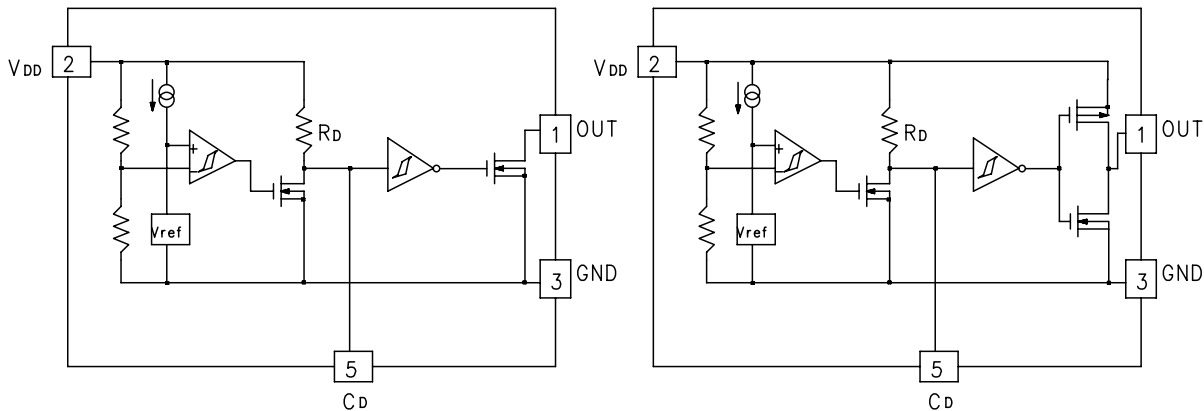 VDD
2
RD
+
Vref
1
OUT
3
GND
5
CD
VDD
2
RD
+
Vref
1
OUT
3
GND
5
CD